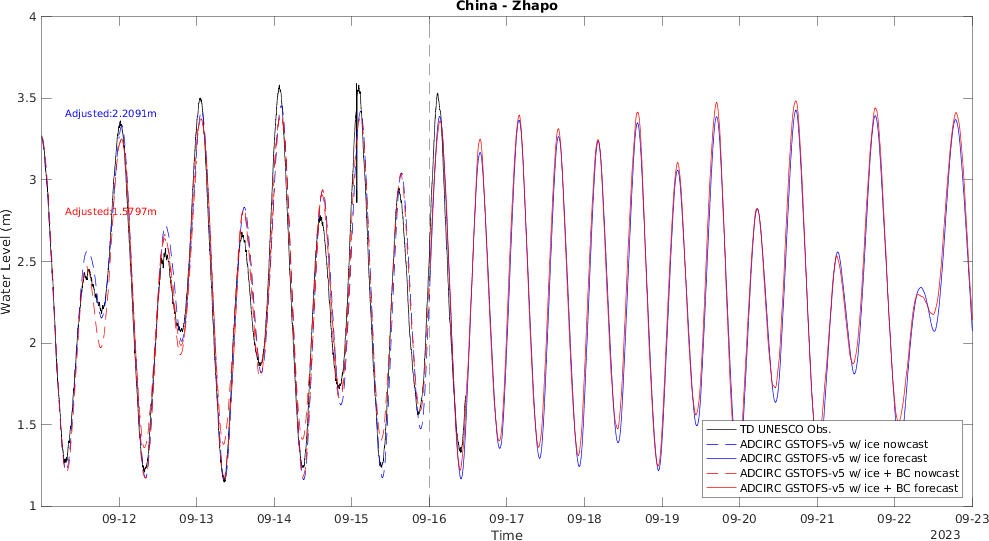 China - Zhapo
4
3.5
3
2.5
2
1.5
1
Water Level (m)
Adjusted:2.2091m
Adjusted:1.5797m
TD UNESCO Obs.
ADCIRC GSTOFS-v5 w/ ice nowcast
ADCIRC GSTOFS-v5 w/ ice forecast
ADCIRC GSTOFS-v5 w/ ice + BC nowcast
ADCIRC GSTOFS-v5 w/ ice + BC forecast
09-12 09-13 09-14 09-15 09-16 09-17 09-18 09-19 09-20 09-21 09-22 09-23
Time
2023